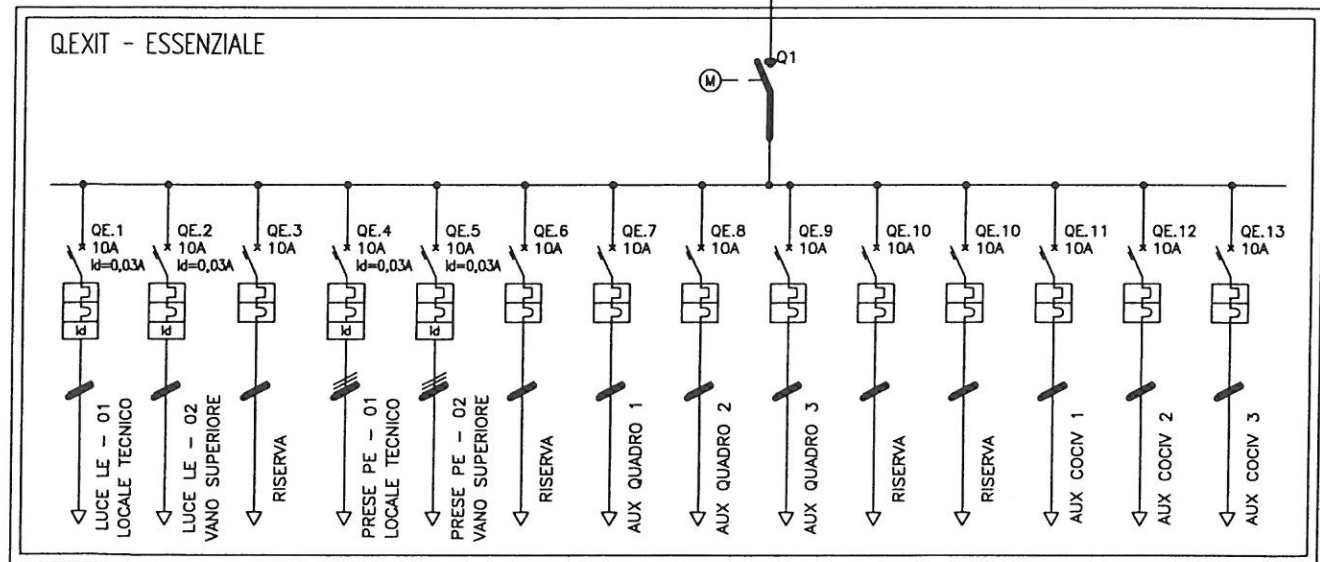 Q.EXIT - ESSENZIALE
Q1
M
QE.1
10A
Id=0,03A
QE.2
10A
Id=0,03A
QE.3
10A
QE.4
10A
Id=0,03A
QE.5
10A
Id=0,03A
QE.6
10A
QE.7
10A
QE.8
10A
QE.9
10A
QE.10
10A
QE.10
10A
QE.11
10A
QE.12
10A
QE.13
10A
Id
Id
Id
Id
LUCE LE - 01
LOCALE TECNICO
LUCE LE - 02
VANO SUPERIORE
RISERVA
PRESE PE - 01
LOCALE TECNICO
PRESE PE - 02
VANO SUPERIORE
RISERVA
AUX QUADRO 1
AUX QUADRO 2
AUX QUADRO 3
RISERVA
RISERVA
AUX COCIV 1
AUX COCIV 2
AUX COCIV 3